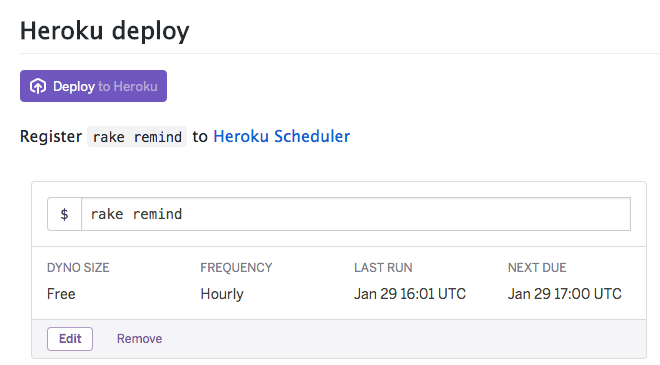 Heroku deploy
Deploy to Heroku
Register rake remind to Heroku Scheduler
$ rake remind
DYNO SIZE FREQUENCY LAST RUN NEXT DUE
Free Hourly Jan 29 16:01 UTC Jan 29 17:00 UTC
Edit Remove